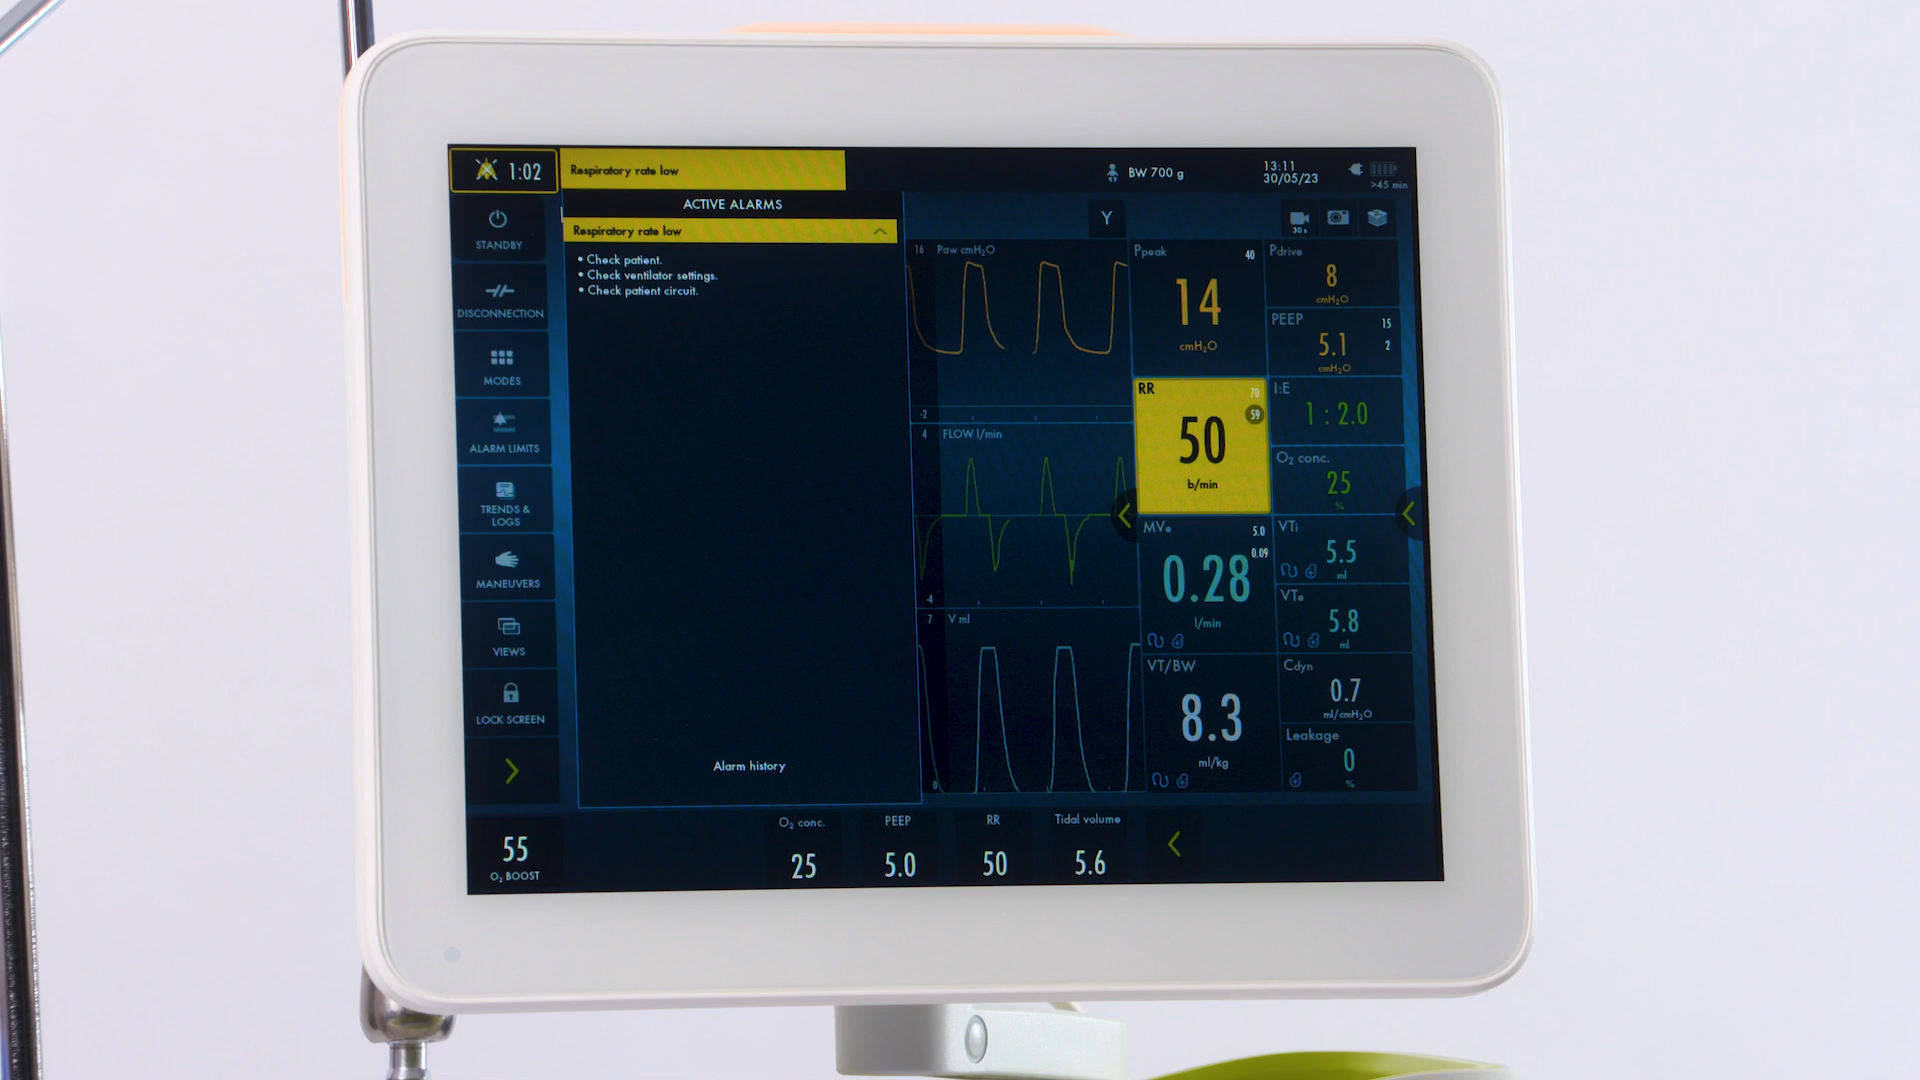 1:02
Respiratory rate low
BW 700 g
13:11
30/05/23
>45 min
STANDBY
DISCONNECTION
MODES
ALARM LIMITS
TRENDS &
LOGS
MANEUVERS
VIEWS
LOCK SCREEN
ACTIVE ALARMS
Respiratory rate low
• Check patient.
• Check ventilator settings.
• Check patient circuit.
Alarm history
Y
30 s
16 Paw cmH₂O
-2
4 FLOW l/min
-4
7 V ml
0
Ppeak 40
14
cmH₂O
Pdrive
8
cmH₂O
PEEP 15
5.1 2
cmH₂O
RR 70
59
50
b/min
I:E
1 : 2.0
O₂ conc.
25
%
MVe 5.0
0.09
0.28
l/min
VTi
5.5
ml
VTe
5.8
ml
VT/BW
8.3
ml/kg
Cdyn
0.7
ml/cmH₂O
Leakage
0
%
55
O₂ BOOST
O₂ conc. PEEP RR Tidal volume
25 5.0 50 5.6